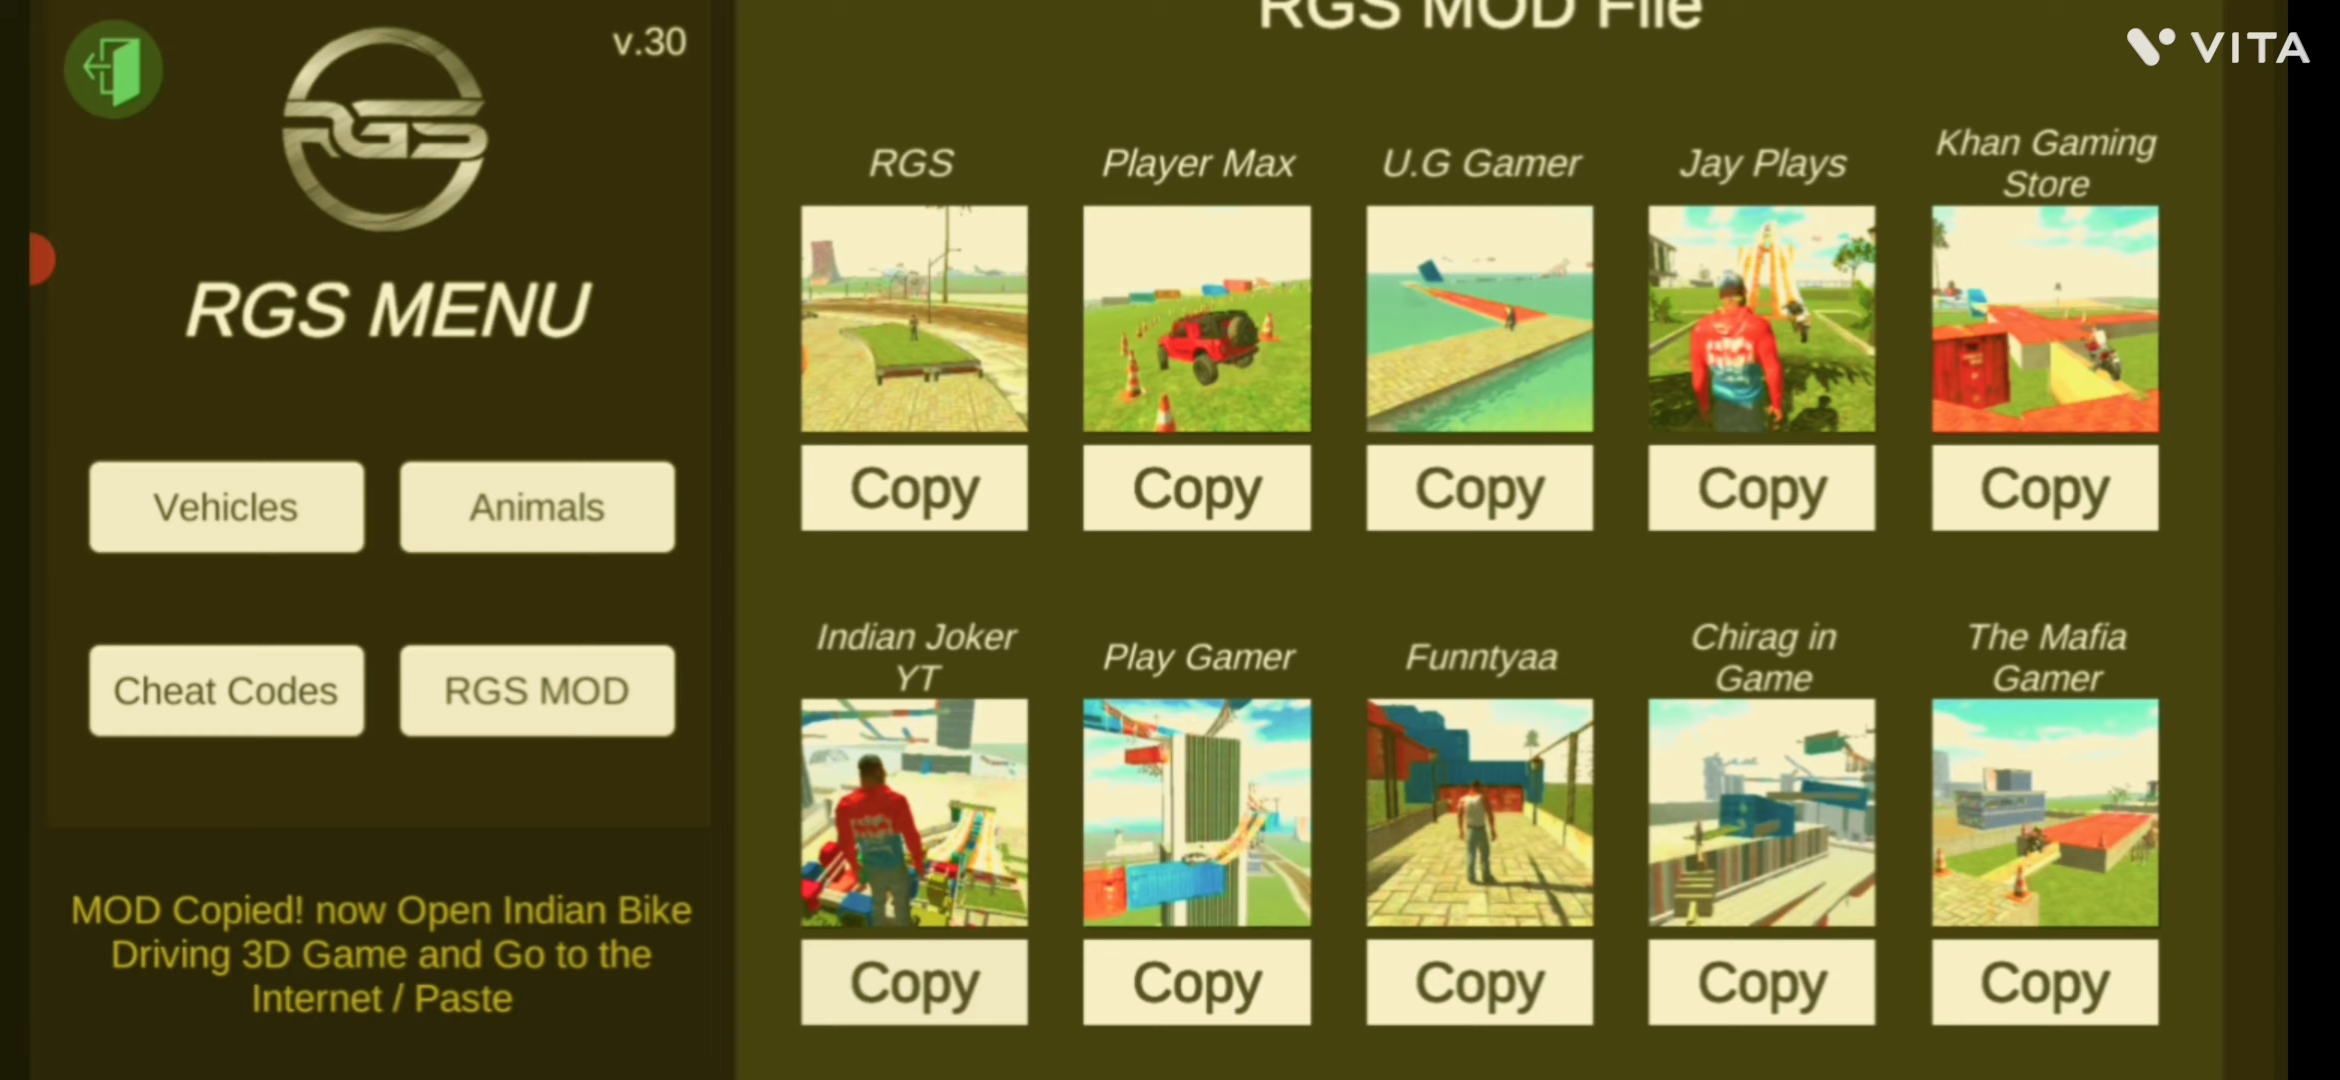 RGS MOD File
VITA
v.30
RGS
RGS MENU
Vehicles
Animals
Cheat Codes
RGS MOD
MOD Copied! now Open Indian Bike
Driving 3D Game and Go to the
Internet / Paste
RGS
Player Max
U.G Gamer
Jay Plays
Khan Gaming
Store
Copy
Copy
Copy
Copy
Copy
Indian Joker
YT
Play Gamer
Funntyaa
Chirag in
Game
The Mafia
Gamer
Copy
Copy
Copy
Copy
Copy